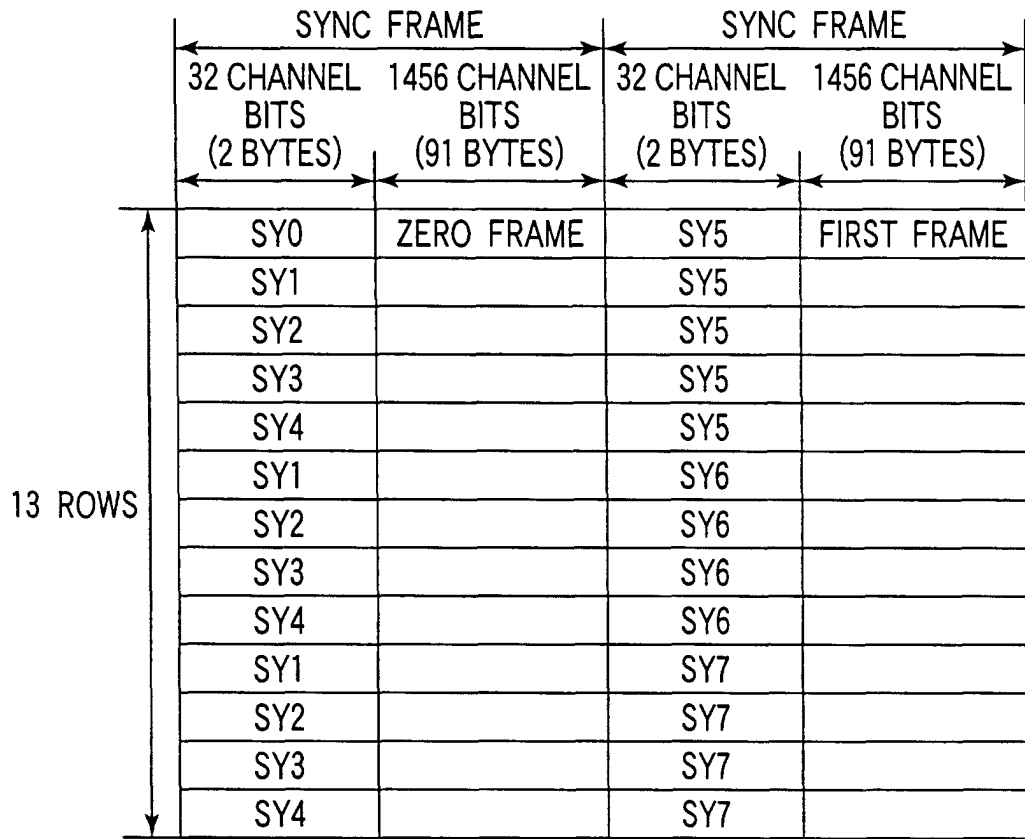 SYNC FRAME SYNC FRAME
32 CHANNEL BITS (2 BYTES) 1456 CHANNEL BITS (91 BYTES) 32 CHANNEL BITS (2 BYTES) 1456 CHANNEL BITS (91 BYTES)
SY0 ZERO FRAME SY5 FIRST FRAME
SY1 SY5
SY2 SY5
SY3 SY5
SY4 SY5
SY1 SY6
13 ROWS
SY2 SY6
SY3 SY6
SY4 SY6
SY1 SY7
SY2 SY7
SY3 SY7
SY4 SY7